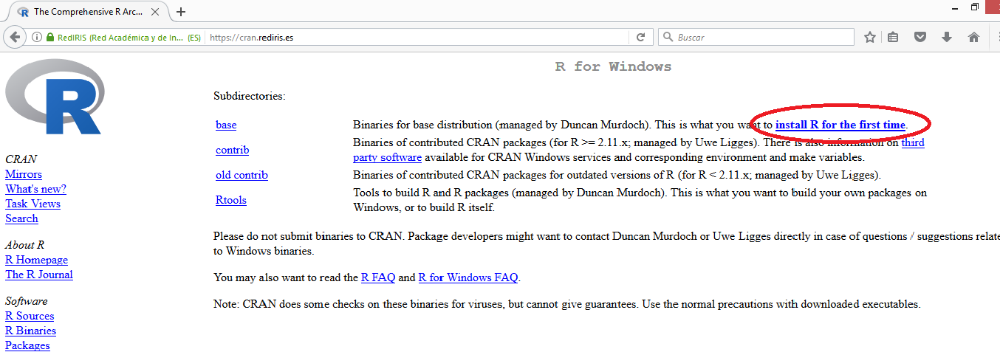 The Comprehensive R Arc...
RedIRIS (Red Académica y de In... (ES) https://cran.rediris.es
Buscar
R
R for Windows
Subdirectories:
base Binaries for base distribution (managed by Duncan Murdoch). This is what you want to install R for the first time.
contrib Binaries of contributed CRAN packages (for R >= 2.11.x; managed by Uwe Ligges). There is also information on third
party software available for CRAN Windows services and corresponding environment and make variables.
old contrib Binaries of contributed CRAN packages for outdated versions of R (for R < 2.11.x; managed by Uwe Ligges).
Rtools Tools to build R and R packages (managed by Duncan Murdoch). This is what you want to build your own packages on
Windows, or to build R itself.
Please do not submit binaries to CRAN. Package developers might want to contact Duncan Murdoch or Uwe Ligges directly in case of questions / suggestions relate
to Windows binaries.
You may also want to read the R FAQ and R for Windows FAQ.
Note: CRAN does some checks on these binaries for viruses, but cannot give guarantees. Use the normal precautions with downloaded executables.
CRAN
Mirrors
What's new?
Task Views
Search
About R
R Homepage
The R Journal
Software
R Sources
R Binaries
Packages